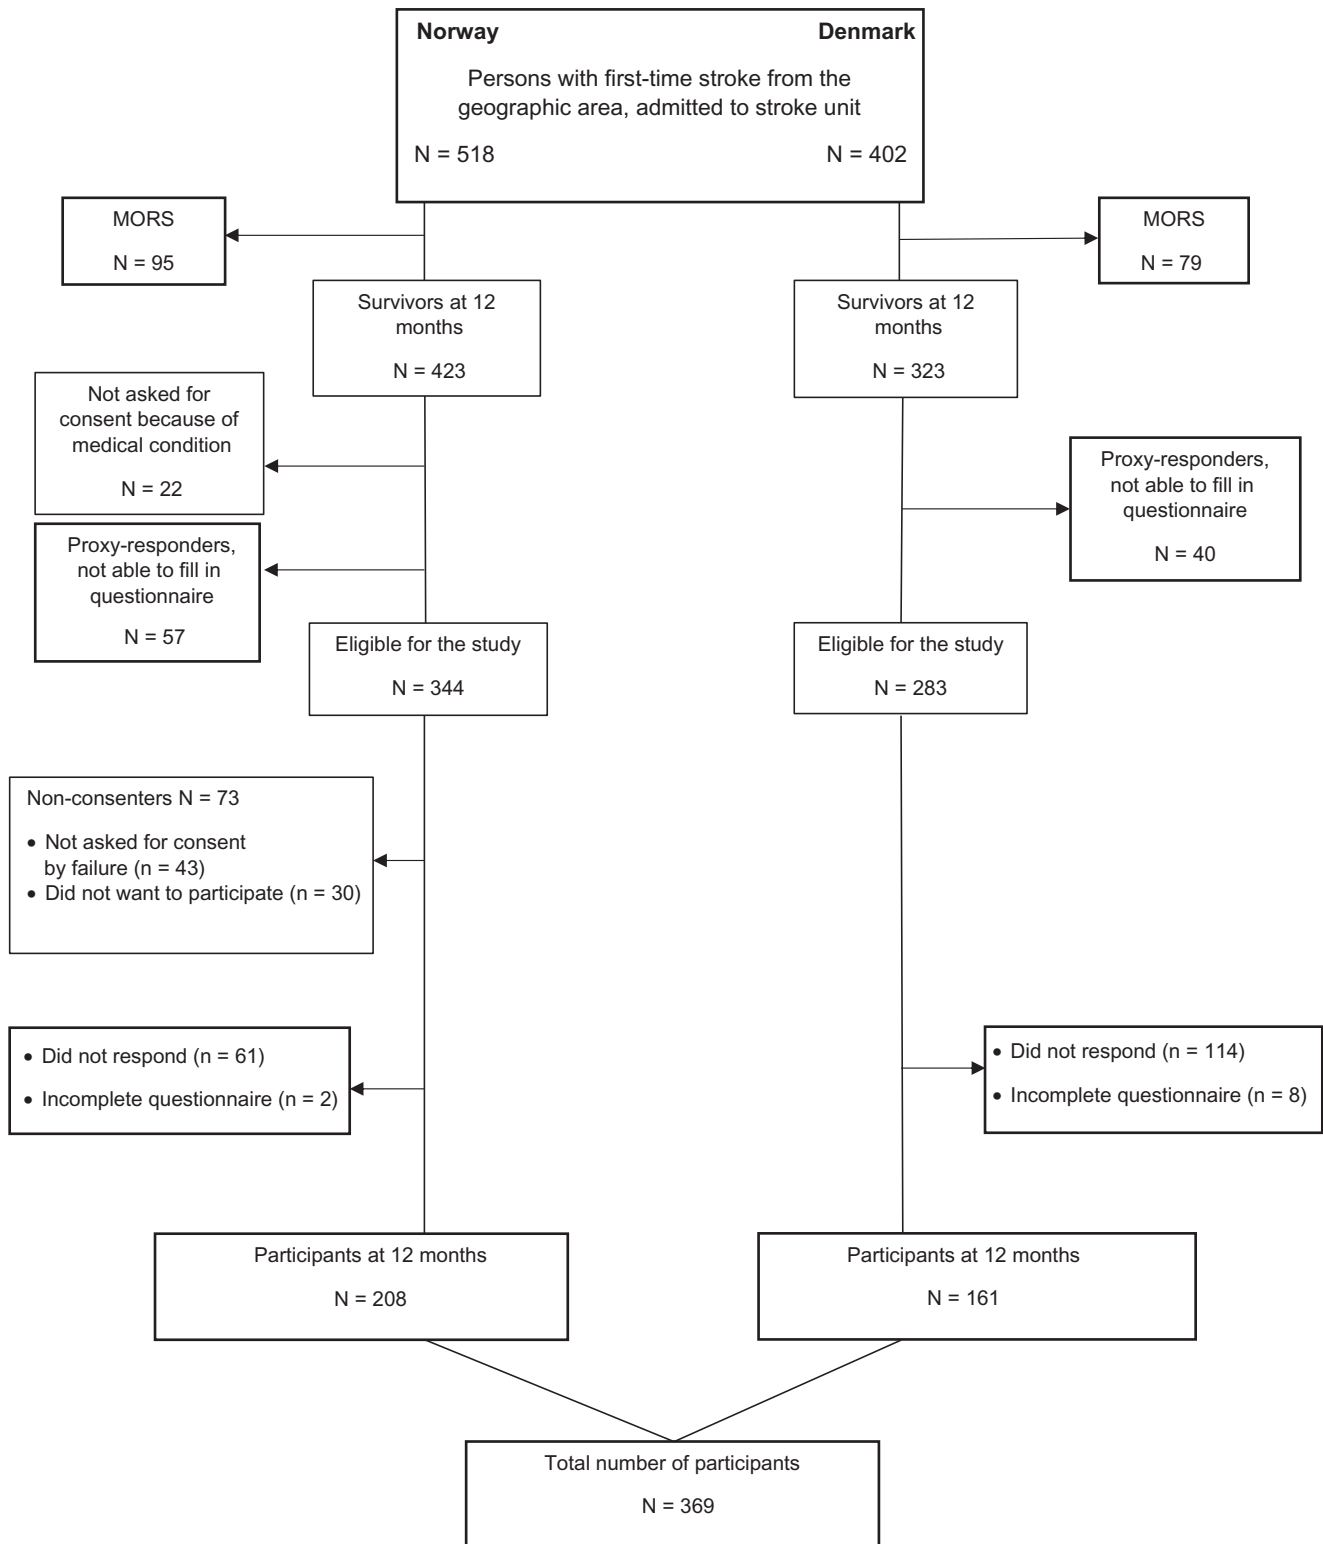 Norway Denmark
Persons with first-time stroke from the
geographic area, admitted to stroke unit
N = 518 N = 402
MORS
N = 95
MORS
N = 79
Survivors at 12
months
N = 423
Survivors at 12
months
N = 323
Not asked for
consent because of
medical condition
N = 22
Proxy-responders,
not able to fill in
questionnaire
N = 57
Proxy-responders,
not able to fill in
questionnaire
N = 40
Eligible for the study
N = 344
Eligible for the study
N = 283
Non-consenters N = 73
• Not asked for consent
by failure (n = 43)
• Did not want to participate (n = 30)
• Did not respond (n = 61)
• Incomplete questionnaire (n = 2)
• Did not respond (n = 114)
• Incomplete questionnaire (n = 8)
Participants at 12 months
N = 208
Participants at 12 months
N = 161
Total number of participants
N = 369